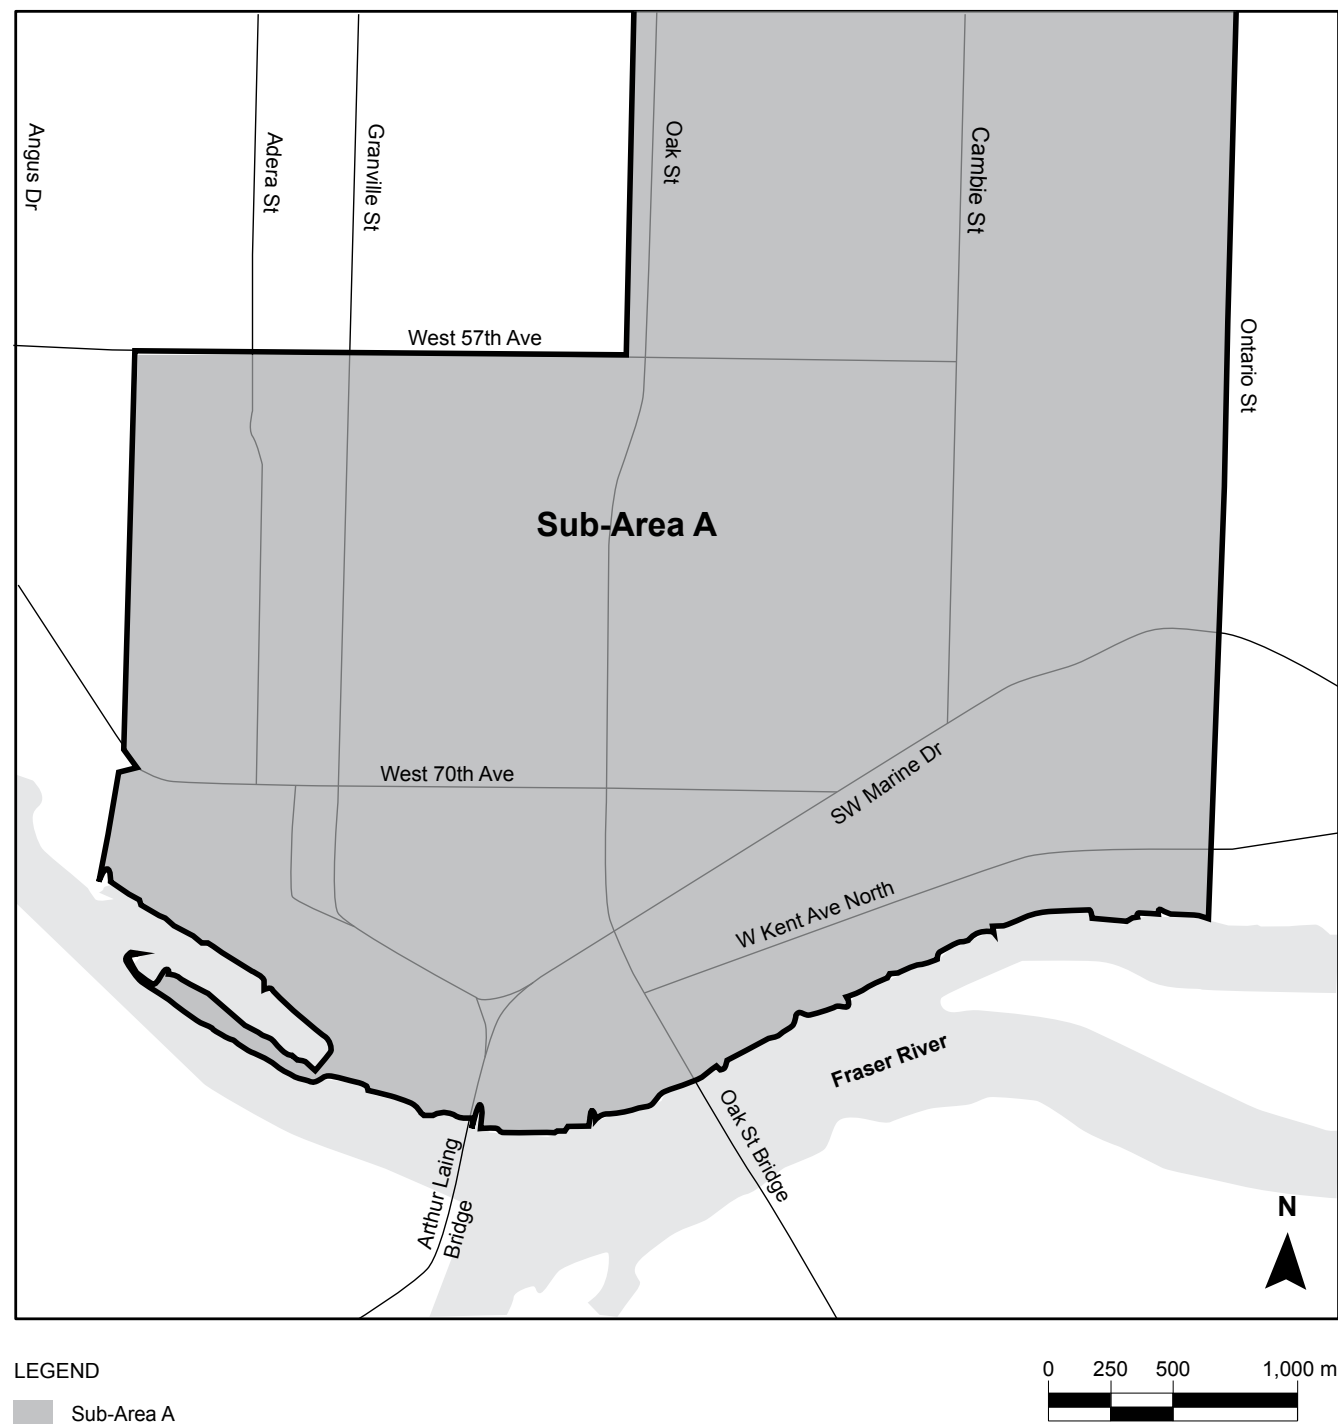 Angus Dr
Adera St
Granville St
Oak St
Cambie St
Ontario St
West 57th Ave
Sub-Area A
West 70th Ave
SW Marine Dr
W Kent Ave North
Fraser River
Oak St Bridge
Arthur Laing
Bridge
N
LEGEND
Sub-Area A
0 250 500 1,000 m